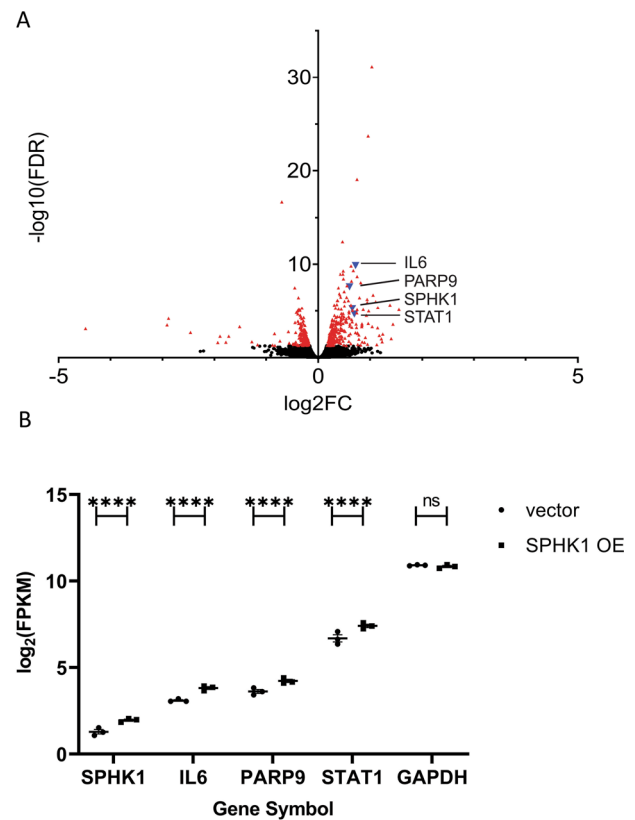 A
-log10(FDR)
30
20
10
IL6
PARP9
SPHK1
STAT1
-5
0
5
log2FC
B
**** **** **** **** ns
vector
SPHK1 OE
log2(FPKM)
15
10
5
0
SPHK1 IL6 PARP9 STAT1 GAPDH
Gene Symbol